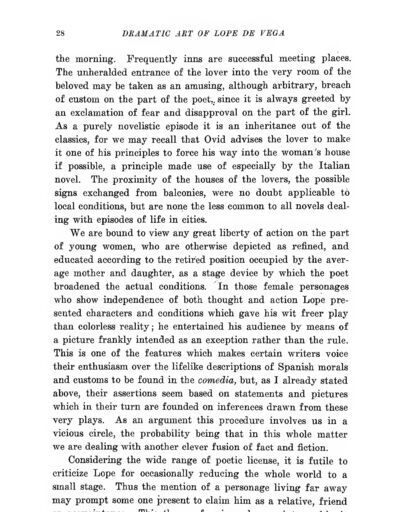 28 DRAMATIC ART OF LOPE DE VEGA
the morning. Frequently inns are successful meeting places.
The unheralded entrance of the lover into the very room of the
beloved may be taken as an amusing, although arbitrary, breach
of custom on the part of the poet, since it is always greeted by
an exclamation of fear and disapproval on the part of the girl.
As a purely novelistic episode it is an inheritance out of the
classics, for we may recall that Ovid advises the lover to make
it one of his principles to force his way into the woman's house
if possible, a principle made use of especially by the Italian
novel. The proximity of the houses of the lovers, the possible
signs exchanged from balconies, were no doubt applicable to
local conditions, but are none the less common to all novels deal-
ing with episodes of life in cities.
We are bound to view any great liberty of action on the part
of young women, who are otherwise depicted as refined, and
educated according to the retired position occupied by the aver-
age mother and daughter, as a stage device by which the poet
broadened the actual conditions. In those female personages
who show independence of both thought and action Lope pre-
sented characters and conditions which gave his wit freer play
than colorless reality; he entertained his audience by means of
a picture frankly intended as an exception rather than the rule.
This is one of the features which makes certain writers voice
their enthusiasm over the lifelike descriptions of Spanish morals
and customs to be found in the comedia, but, as I already stated
above, their assertions seem based on statements and pictures
which in their turn are founded on inferences drawn from these
very plays. As an argument this procedure involves us in a
vicious circle, the probability being that in this whole matter
we are dealing with another clever fusion of fact and fiction.
Considering the wide range of poetic license, it is futile to
criticize Lope for occasionally reducing the whole world to a
small stage. Thus the mention of a personage living far away
may prompt some one present to claim him as a relative, friend